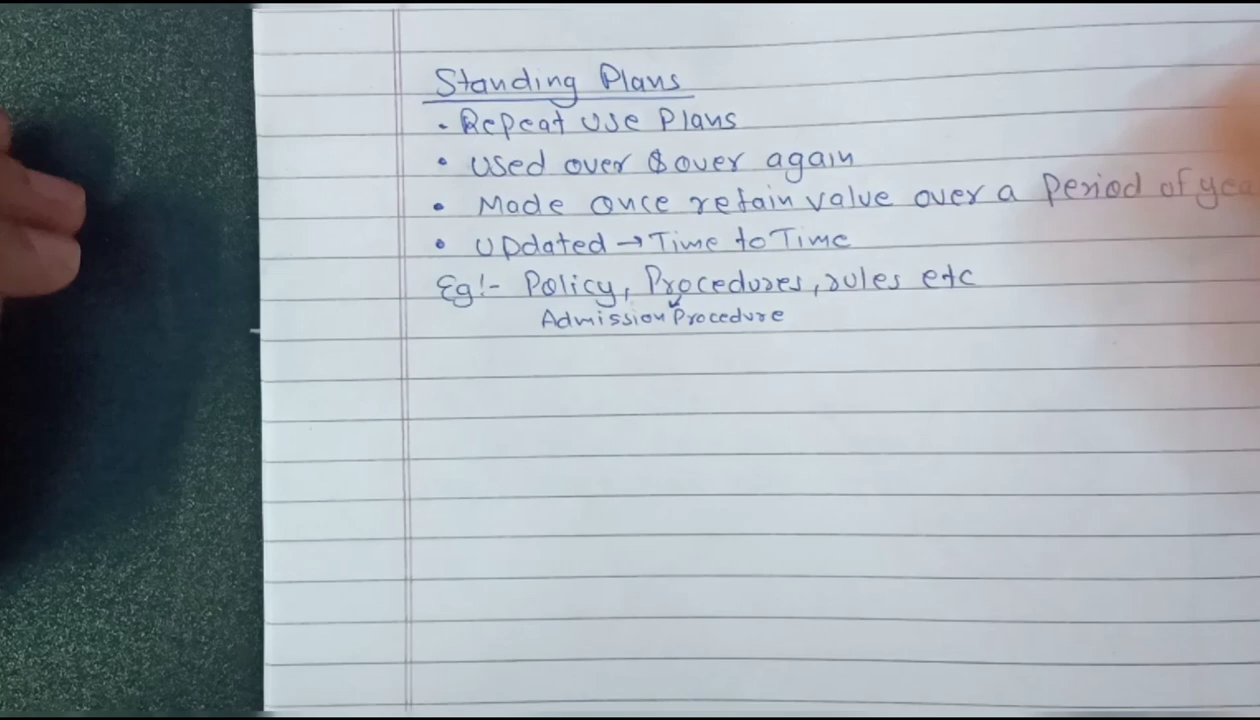 Standing Plans
• Repeat use Plans
• Used over & over again
• Made once retain value over a Period of
• Updated → Time to Time
Eg!- Policy, Procedures, rules etc
Admission Procedure